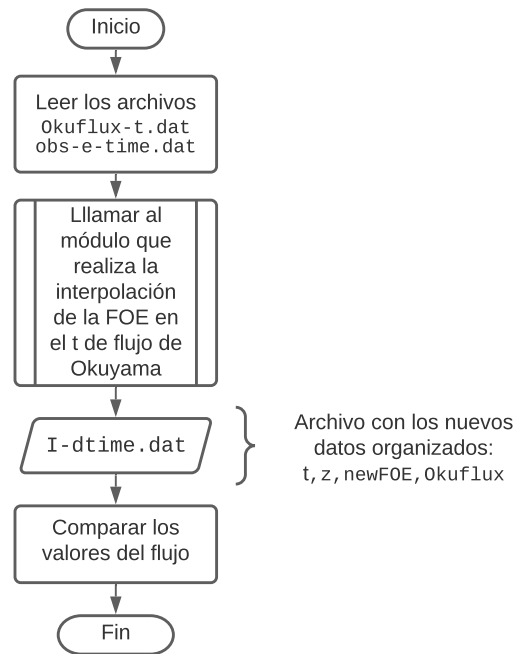 Inicio
Leer los archivos
Okuflux-t.dat
obs-e-time.dat
Lllamar al
módulo que
realiza la
interpolación
de la FOE en
el t de flujo de
Okuyama
I-dtime.dat
Archivo con los nuevos
datos organizados:
t,z,newFOE,Okuflux
Comparar los
valores del flujo
Fin